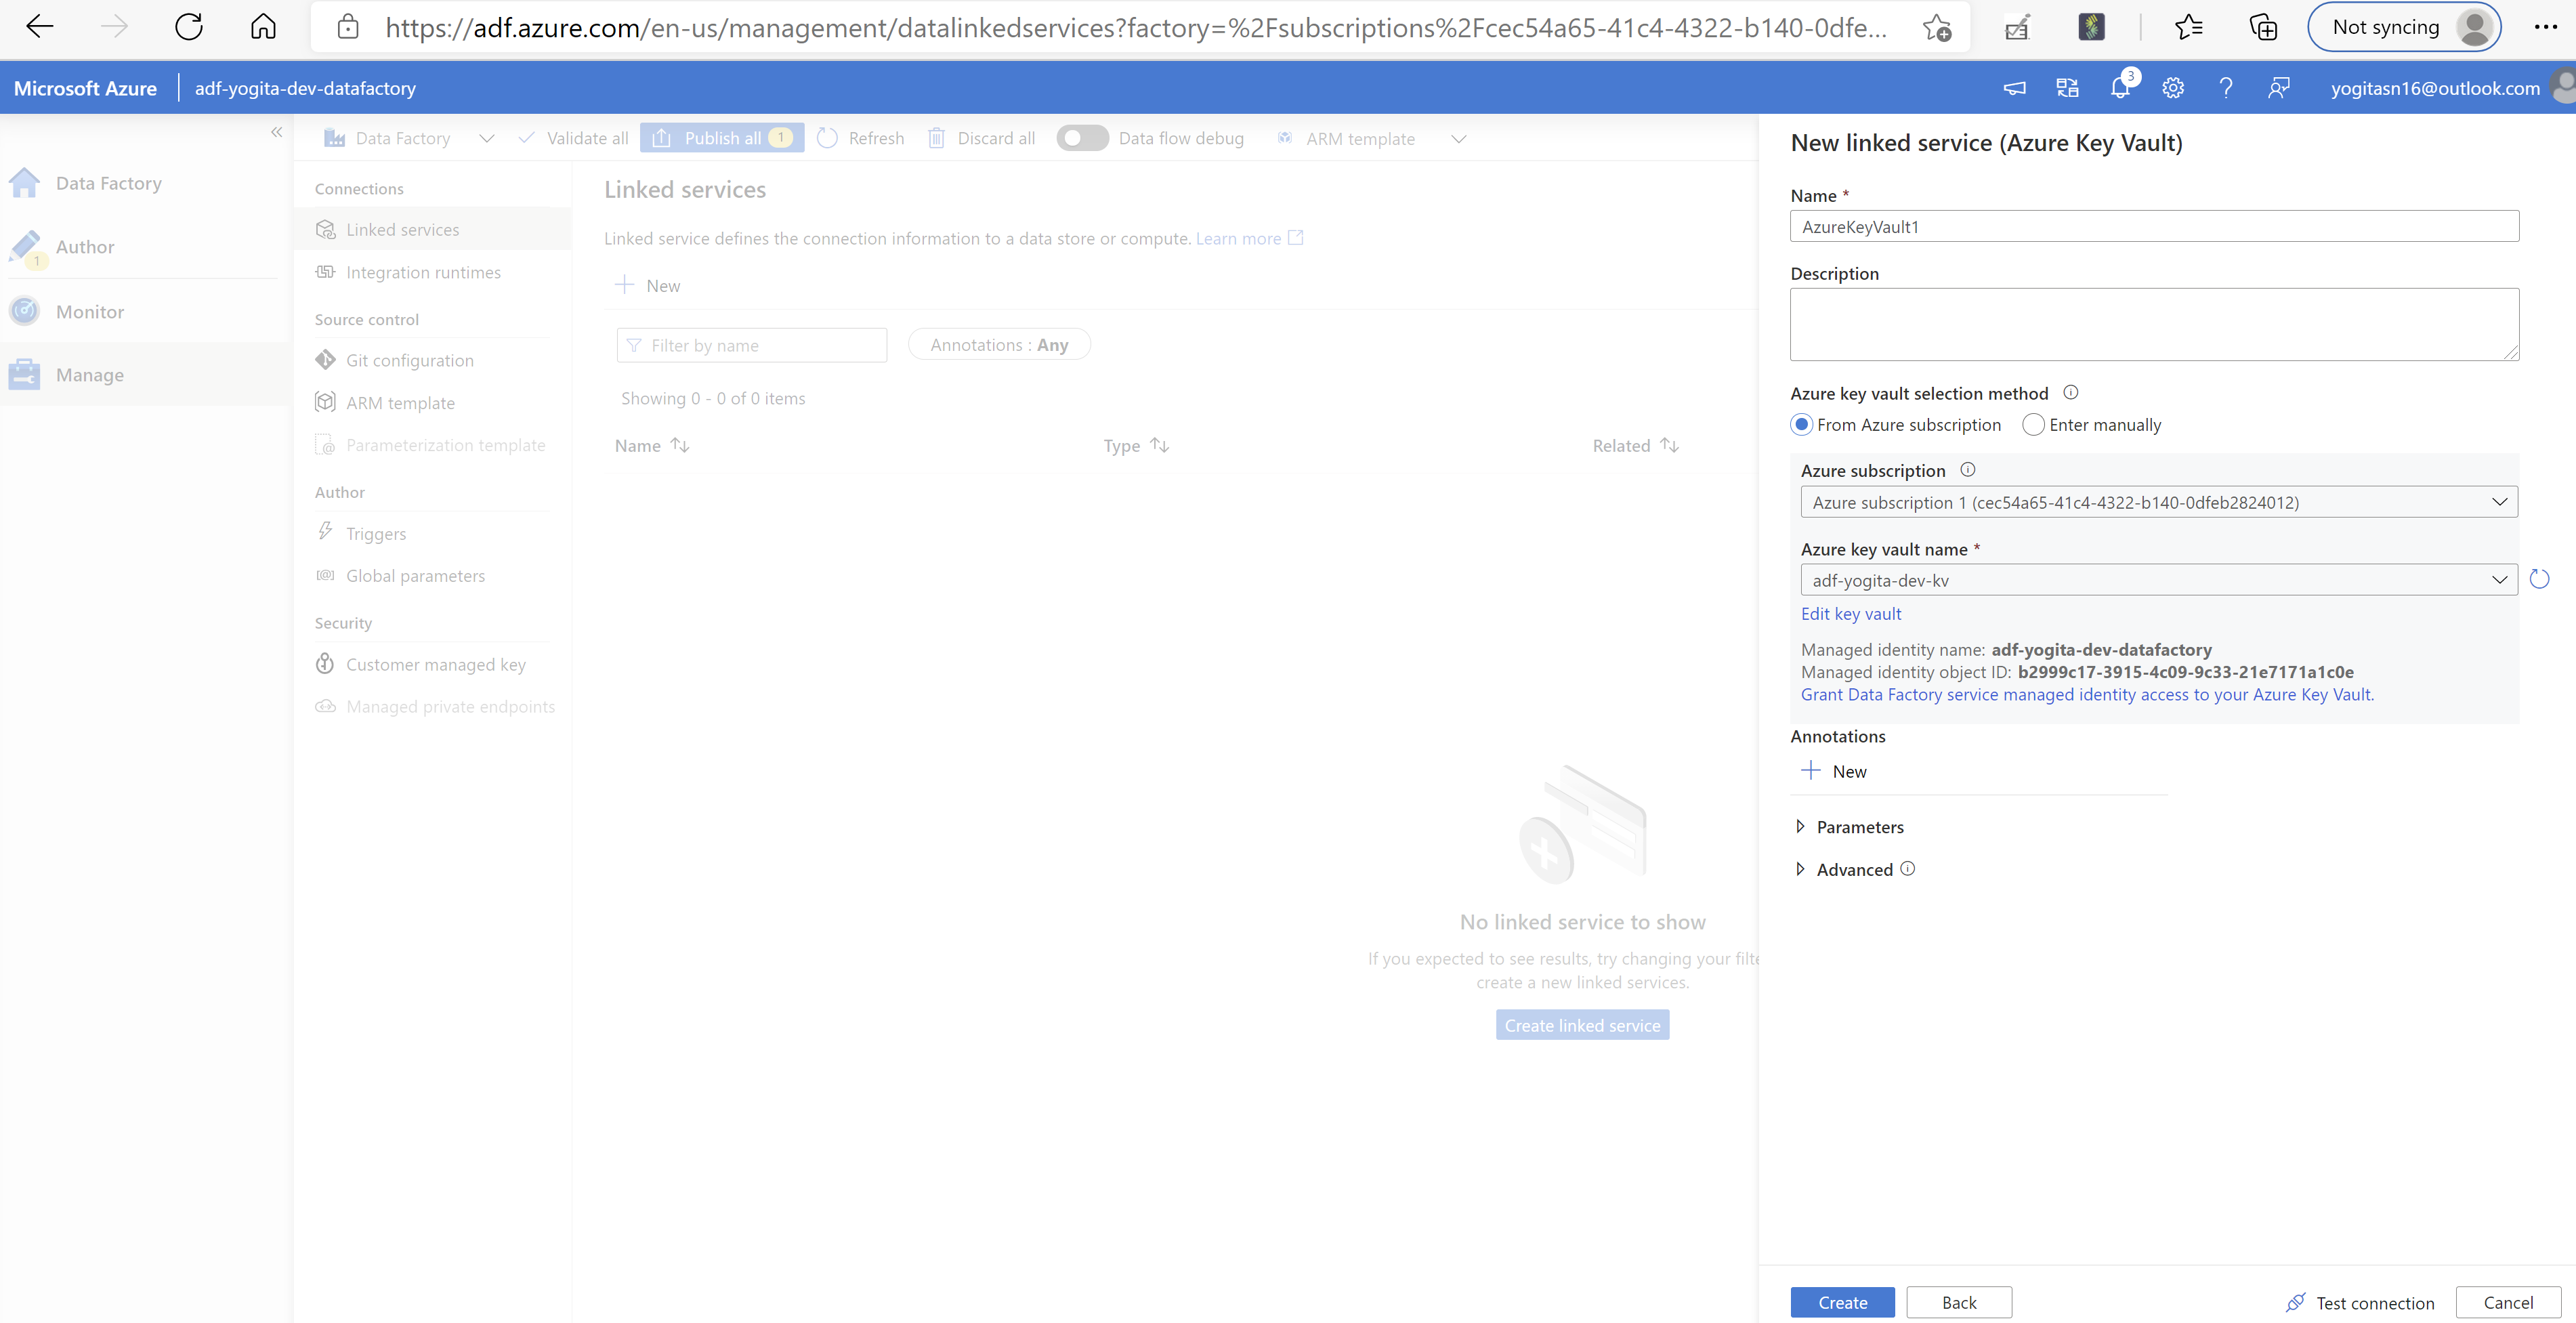 https://adf.azure.com/en-us/management/datalinkedservices?factory=%2Fsubscriptions%2Fcec54a65-41c4-4322-b140-0dfe...
Not syncing
Microsoft Azure
adf-yogita-dev-datafactory
3
yogitasn16@outlook.com
Data Factory
Validate all
Publish all 1
Refresh
Discard all
Data flow debug
ARM template
Data Factory
Author
1
Monitor
Manage
Connections
Linked services
Integration runtimes
Source control
Git configuration
ARM template
Parameterization template
Author
Triggers
Global parameters
Security
Customer managed key
Managed private endpoints
Linked services
Linked service defines the connection information to a data store or compute. Learn more
New
Filter by name
Annotations : Any
Showing 0 - 0 of 0 items
Name
Type
Related
No linked service to show
If you expected to see results, try changing your filte
create a new linked services.
Create linked service
New linked service (Azure Key Vault)
Name *
AzureKeyVault1
Description
Azure key vault selection method
From Azure subscription
Enter manually
Azure subscription
Azure subscription 1 (cec54a65-41c4-4322-b140-0dfeb2824012)
Azure key vault name *
adf-yogita-dev-kv
Edit key vault
Managed identity name: adf-yogita-dev-datafactory
Managed identity object ID: b2999c17-3915-4c09-9c33-21e7171a1c0e
Grant Data Factory service managed identity access to your Azure Key Vault.
Annotations
New
Parameters
Advanced
Create
Back
Test connection
Cancel